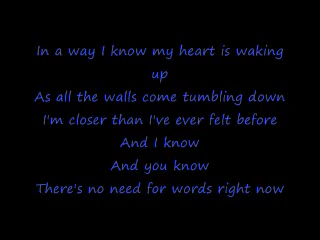 In a way I know my heart is waking
up
As all the walls come tumbling down
I'm closer than I've ever felt before
And I know
And you know
There's no need for words right now